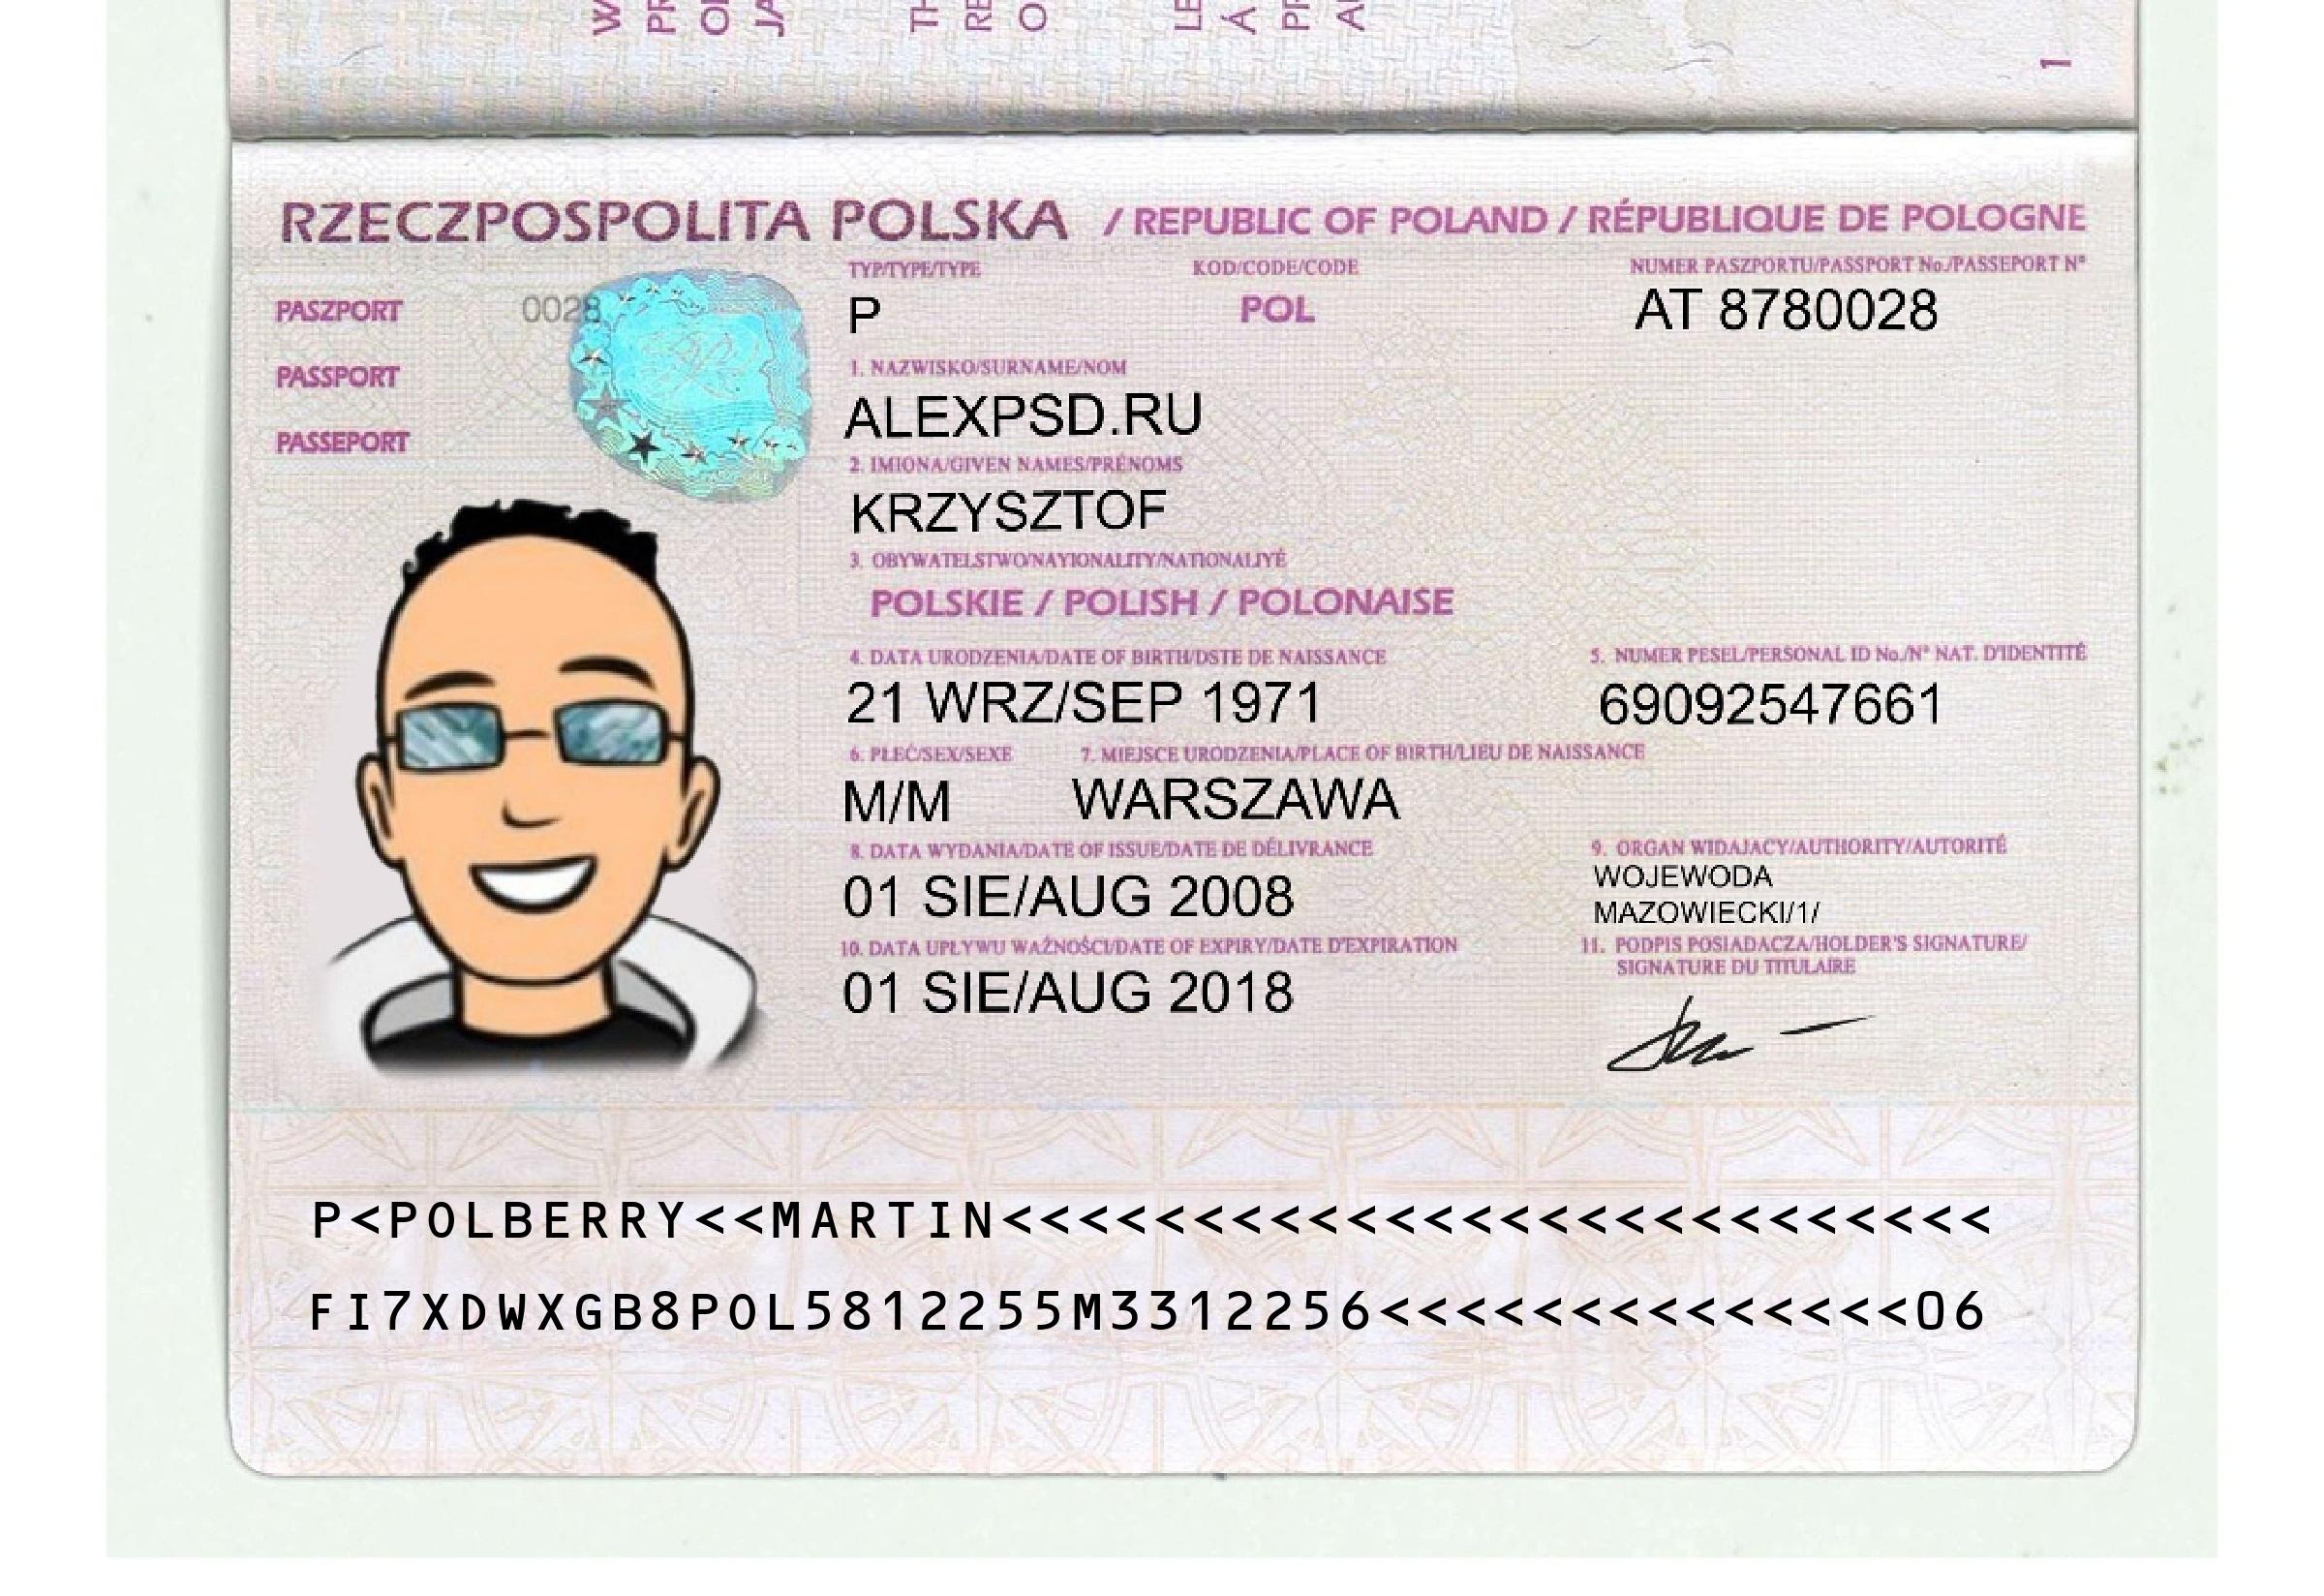 1
RZECZPOSPOLITA POLSKA / REPUBLIC OF POLAND / RÉPUBLIQUE DE POLOGNE
TYP/TYPE/TYPE KOD/CODE/CODE NUMER PASZPORTU/PASSPORT No./PASSEPORT N°
PASZPORT 0028 P POL AT 8780028
PASSPORT
PASSEPORT
1. NAZWISKO/SURNAME/NOM
ALEXPSD.RU
2. IMIONA/GIVEN NAMES/PRÉNOMS
KRZYSZTOF
3. OBYWATELSTWO/NAYIONALITY/NATIONALIYÉ
POLSKIE / POLISH / POLONAISE
4. DATA URODZENIA/DATE OF BIRTH/DSTE DE NAISSANCE 5. NUMER PESEL/PERSONAL ID No./N° NAT. D'IDENTITÉ
21 WRZ/SEP 1971 69092547661
6. PŁEĆ/SEX/SEXE 7. MIEJSCE URODZENIA/PLACE OF BIRTH/LIEU DE NAISSANCE
M/M WARSZAWA
8. DATA WYDANIA/DATE OF ISSUE/DATE DE DÉLIVRANCE 9. ORGAN WIDAJACY/AUTHORITY/AUTORITÉ
01 SIE/AUG 2008 WOJEWODA
MAZOWIECKI/1/
10. DATA UPŁYWU WAŻNOŚCI/DATE OF EXPIRY/DATE D'EXPIRATION 11. PODPIS POSIADACZA/HOLDER'S SIGNATURE/
SIGNATURE DU TITULAIRE
01 SIE/AUG 2018
P<POLBERRY<<MARTIN<<<<<<<<<<<<<<<<<<<<<<<<<<
FI7XDWXGB8POL5812255M3312256<<<<<<<<<<<<<<06